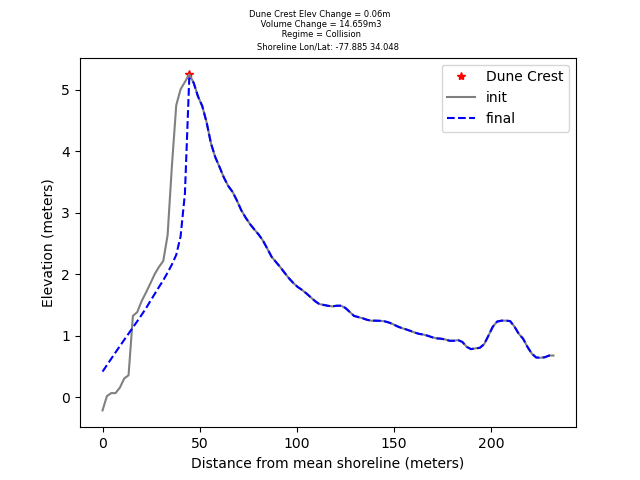 Dune Crest Elev Change = 0.06m
Volume Change = 14.659m3
Regime = Collision
Shoreline Lon/Lat: -77.885 34.048
Dune Crest
init
final
5
4
3
2
1
0
Elevation (meters)
0 50 100 150 200
Distance from mean shoreline (meters)